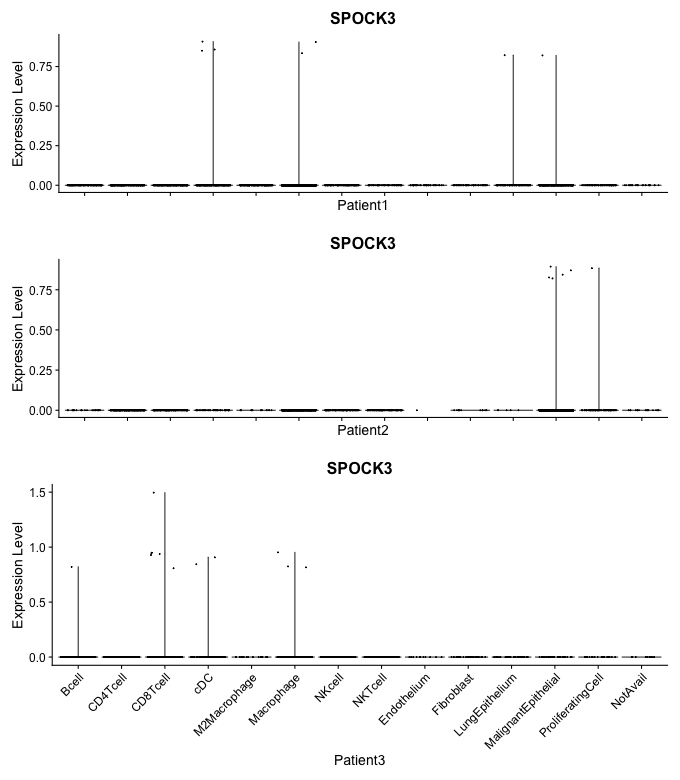 SPOCK3
Expression Level
0.75
0.50
0.25
0.00
Patient1
SPOCK3
Expression Level
0.75
0.50
0.25
0.00
Patient2
SPOCK3
Expression Level
1.5
1.0
0.5
0.0
Bcell
CD4Tcell
CD8Tcell
cDC
M2Macrophage
Macrophage
NKcell
NKTcell
Endothelium
Fibroblast
LungEpithelium
MalignantEpithelial
ProliferatingCell
NotAvail
Patient3